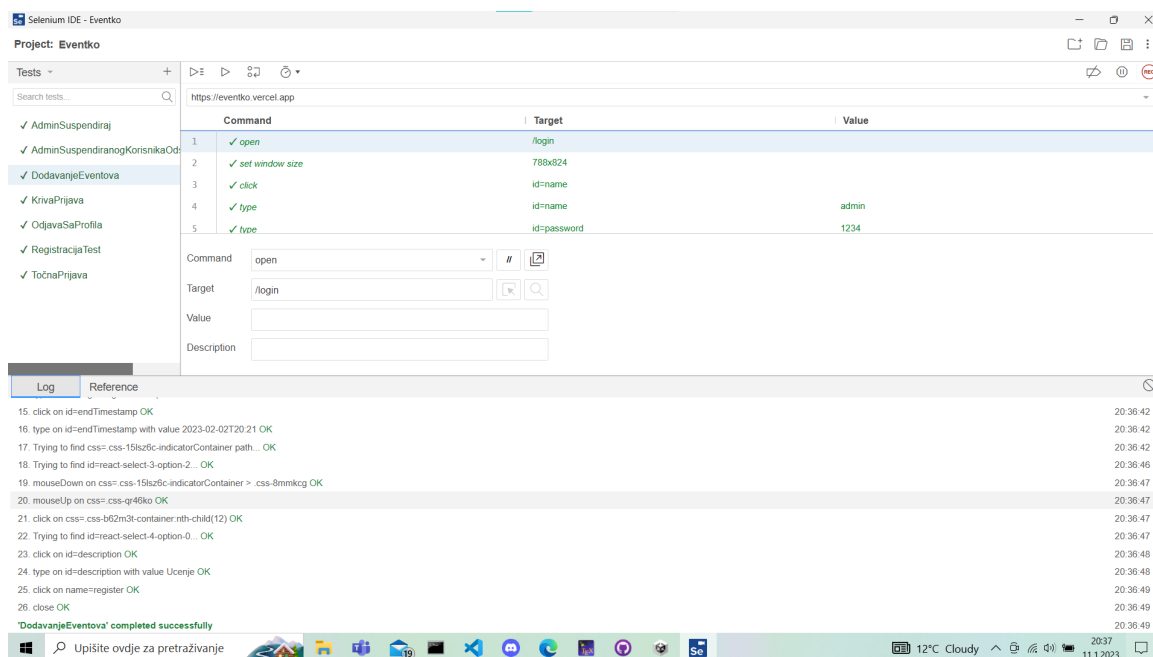 Selenium IDE - Eventko
Project: Eventko
Tests
Search tests...
https://eventko.vercel.app
Command Target Value
✓ AdminSuspendiraj
✓ AdminSuspendiranogKorisnikaOds
✓ DodavanjeEventova
✓ KrivaPrijava
✓ OdjavaSaProfila
✓ RegistracijaTest
✓ TočnaPrijava
1 ✓ open /login
2 ✓ set window size 788x824
3 ✓ click id=name
4 ✓ type id=name admin
5 ✓ type id=password 1234
Command open //
Target /login
Value
Description
Log Reference
15. click on id=endTimestamp OK 20:36:42
16. type on id=endTimestamp with value 2023-02-02T20:21 OK 20:36:42
17. Trying to find css=.css-15lsz6c-indicatorContainer path... OK 20:36:42
18. Trying to find id=react-select-3-option-2... OK 20:36:46
19. mouseDown on css=.css-15lsz6c-indicatorContainer > .css-8mmkcg OK 20:36:47
20. mouseUp on css=.css-qr46ko OK 20:36:47
21. click on css=.css-b62m3t-container:nth-child(12) OK 20:36:47
22. Trying to find id=react-select-4-option-0... OK 20:36:47
23. click on id=description OK 20:36:48
24. type on id=description with value Ucenje OK 20:36:48
25. click on name=register OK 20:36:49
26. close OK 20:36:49
'DodavanjeEventova' completed successfully 20:36:49
Upišite ovdje za pretraživanje
19
12°C Cloudy
20:37
11.1.2023.
REC
Se
Se